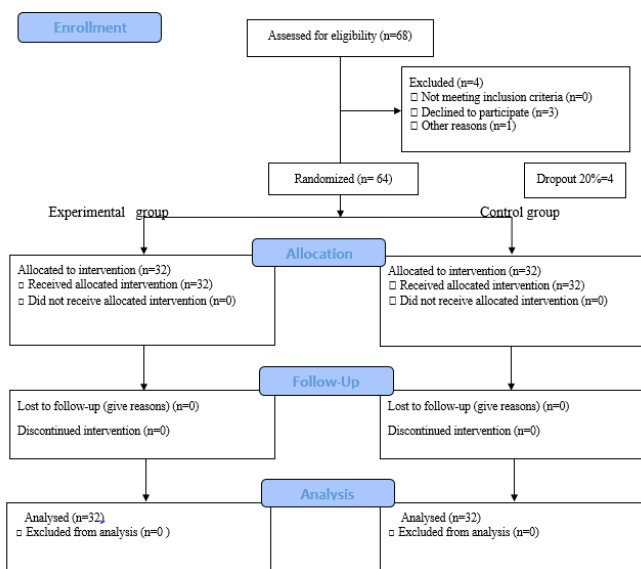 Enrollment
Assessed for eligibility (n=68)
Excluded (n=4)
□ Not meeting inclusion criteria (n=0)
□ Declined to participate (n=3)
□ Other reasons (n=1)
Randomized (n= 64)
Dropout 20%=4
Experimental group
Control group
Allocation
Allocated to intervention (n=32)
□ Received allocated intervention (n=32)
□ Did not receive allocated intervention (n=0)
Allocated to intervention (n=32)
□ Received allocated intervention (n=32)
□ Did not receive allocated intervention (n=0)
Follow-Up
Lost to follow-up (give reasons) (n=0)
Discontinued intervention (n=0)
Lost to follow-up (give reasons) (n=0)
Discontinued intervention (n=0)
Analysis
Analysed (n=32)
□ Excluded from analysis (n=0 )
Analysed (n=32)
□ Excluded from analysis (n=0)